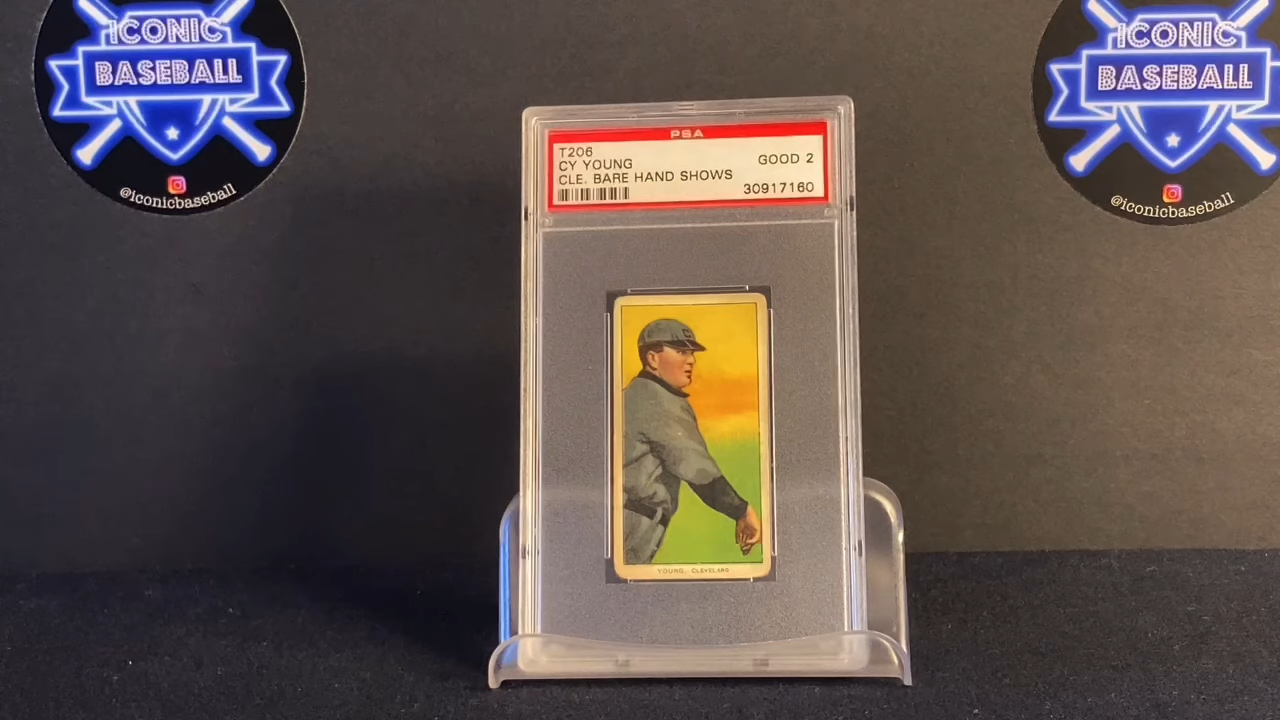 ICONIC
BASEBALL
@iconicbaseball
ICONIC
BASEBALL
@iconicbaseball
PSA
T206
CY YOUNG
GOOD 2
CLE. BARE HAND SHOWS
30917160
C
YOUNG, CLEVELAND